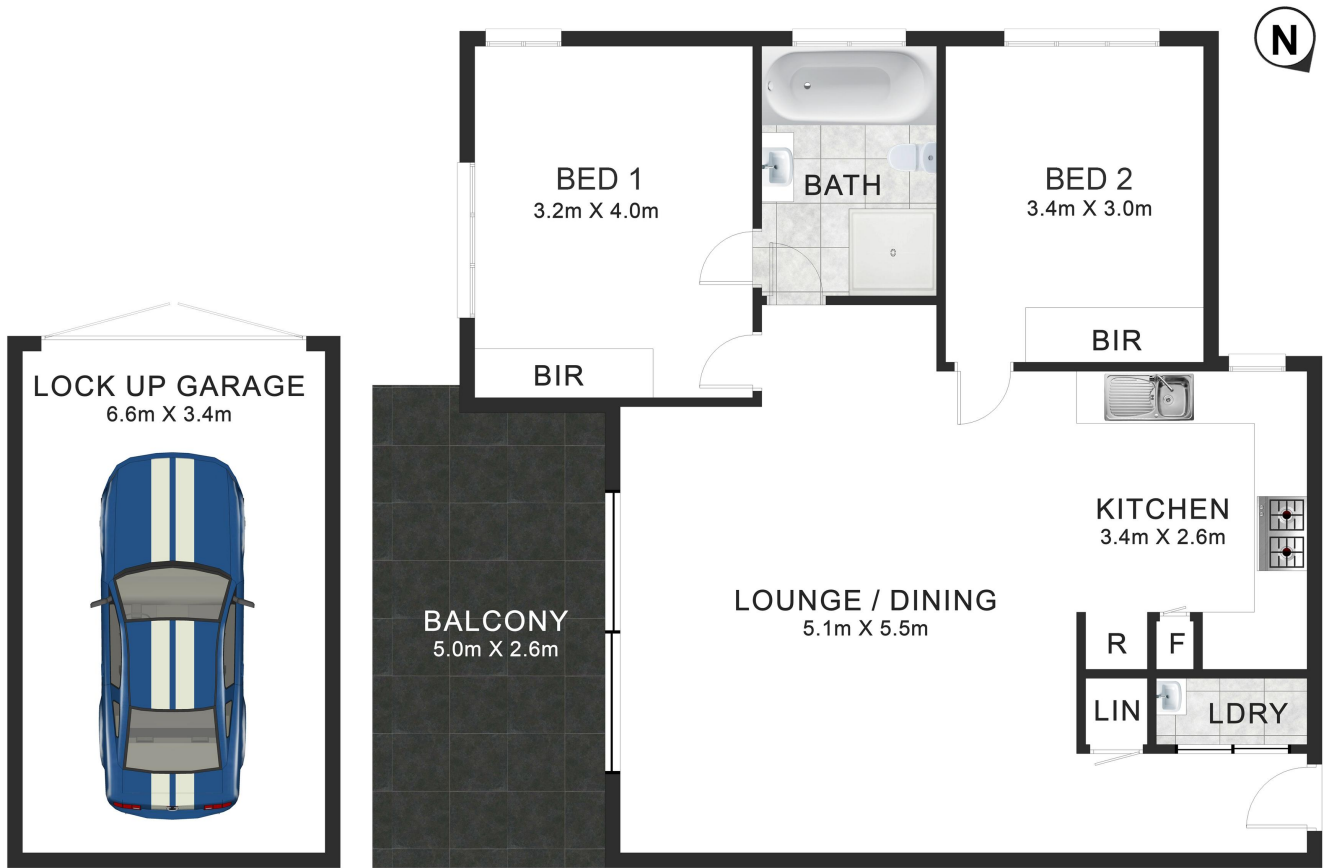 N
BED 1
3.2m X 4.0m
BATH
BED 2
3.4m X 3.0m
BIR
BIR
LOCK UP GARAGE
6.6m X 3.4m
KITCHEN
3.4m X 2.6m
LOUNGE / DINING
5.1m X 5.5m
BALCONY
5.0m X 2.6m
R
F
LIN
LDRY